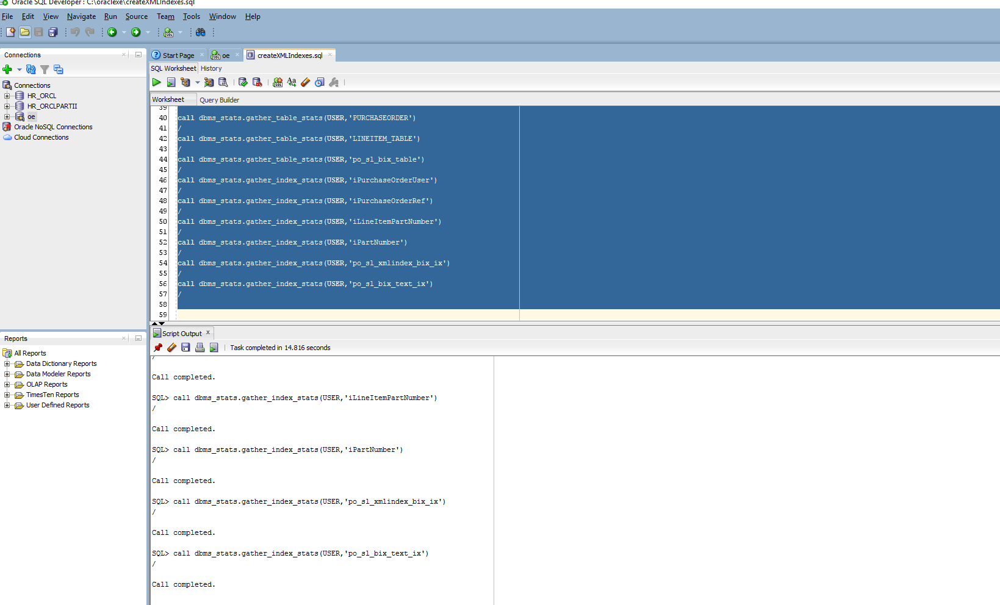 Oracle SQL Developer : C:\oraclexe\createXMLIndexes.sql
File Edit View Navigate Run Source Team Tools Window Help
Connections
Connections
HR_ORCL
HR_ORCLPARTII
oe
Oracle NoSQL Connections
Cloud Connections
Reports
All Reports
Data Dictionary Reports
Data Modeler Reports
OLAP Reports
TimesTen Reports
User Defined Reports
Start Page oe createXMLIndexes.sql
SQL Worksheet History
Worksheet Query Builder
39
40 call dbms_stats.gather_table_stats(USER,'PURCHASEORDER')
41 /
42 call dbms_stats.gather_table_stats(USER,'LINEITEM_TABLE')
43 /
44 call dbms_stats.gather_table_stats(USER,'po_sl_bix_table')
45 /
46 call dbms_stats.gather_index_stats(USER,'iPurchaseOrderUser')
47 /
48 call dbms_stats.gather_index_stats(USER,'iPurchaseOrderRef')
49 /
50 call dbms_stats.gather_index_stats(USER,'iLineItemPartNumber')
51 /
52 call dbms_stats.gather_index_stats(USER,'iPartNumber')
53 /
54 call dbms_stats.gather_index_stats(USER,'po_sl_xmlindex_bix_ix')
55 /
56 call dbms_stats.gather_index_stats(USER,'po_sl_bix_text_ix')
57 /
58
59
Script Output x
Task completed in 14.816 seconds
/
Call completed.
SQL> call dbms_stats.gather_index_stats(USER,'iLineItemPartNumber')
/
Call completed.
SQL> call dbms_stats.gather_index_stats(USER,'iPartNumber')
/
Call completed.
SQL> call dbms_stats.gather_index_stats(USER,'po_sl_xmlindex_bix_ix')
/
Call completed.
SQL> call dbms_stats.gather_index_stats(USER,'po_sl_bix_text_ix')
/
Call completed.